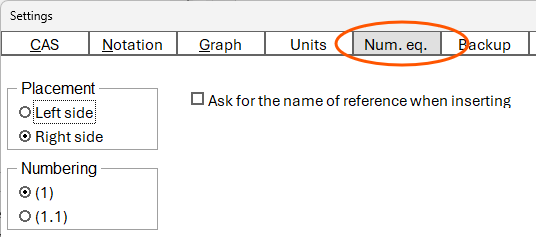 Settings
CAS Notation Graph Units Num. eq. Backup
Placement
Left side
Right side
Ask for the name of reference when inserting
Numbering
(1)
(1.1)